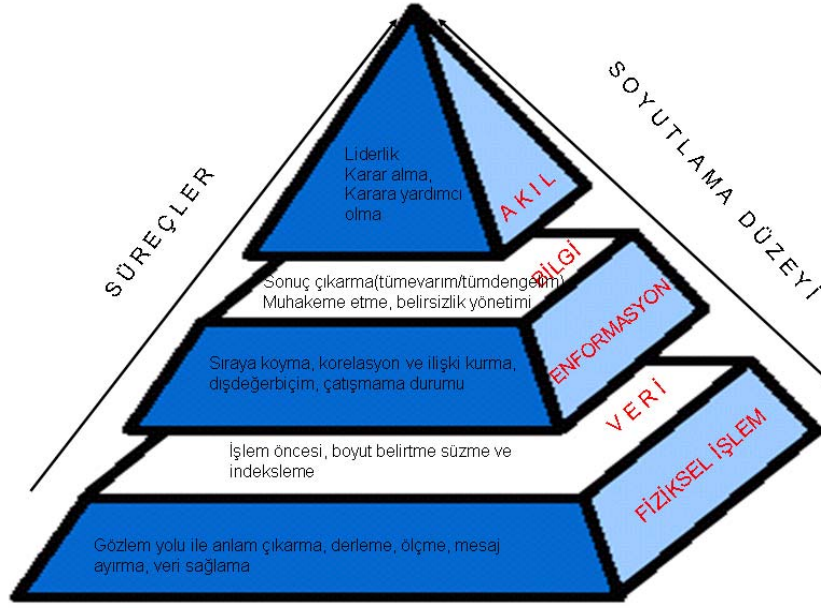 SÜREÇLER
SOYUTLAMA DÜZEYİ
Liderlik
Karar alma,
Karara yardımcı
olma
AKIL
Sonuç çıkarma(tümevarım/tümdengelim)
Muhakeme etme, belirsizlik yönetimi
BİLGİ
Sıraya koyma, korelasyon ve ilişki kurma,
dışdeğerbiçim, çatışmama durumu
ENFORMASYON
İşlem öncesi, boyut belirtme süzme ve
indeksleme
VERİ
Gözlem yolu ile anlam çıkarma, derleme, ölçme, mesaj
ayırma, veri sağlama
FİZİKSEL İŞLEM